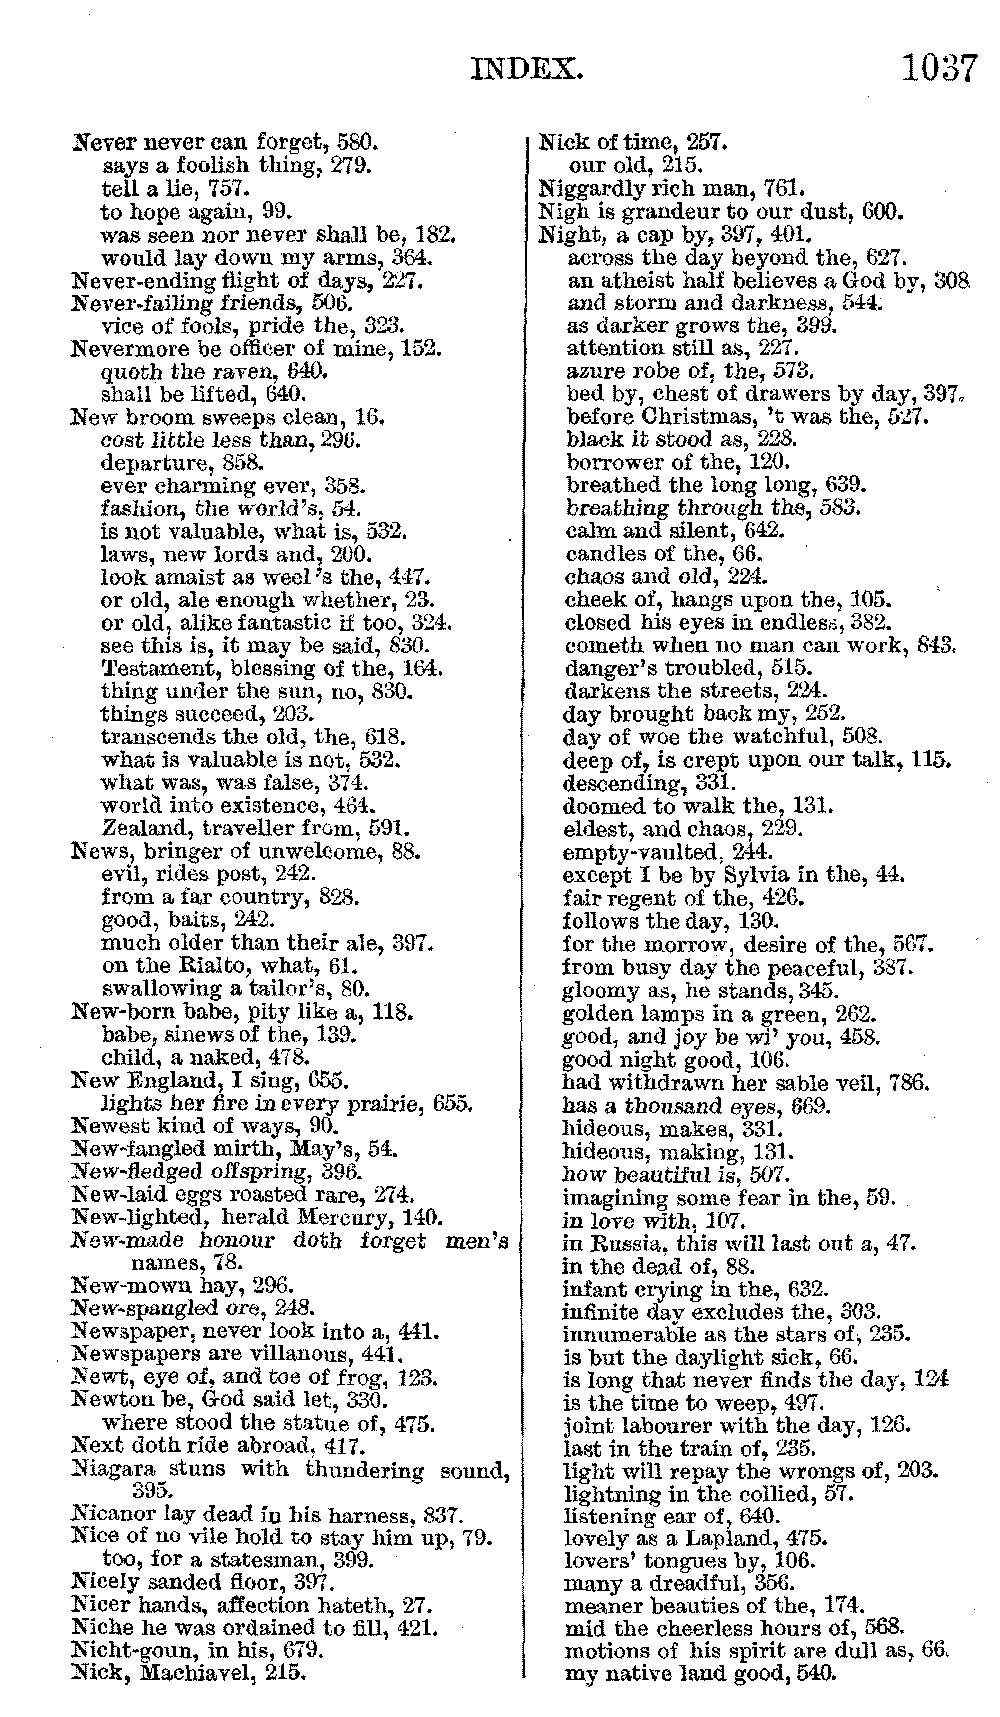 INDEX. 1037
Never never can forget, 580.
says a foolish thing, 279.
tell a lie, 757.
to hope again, 99.
was seen nor never shall be, 182.
would lay down my arms, 364.
Never-ending flight of days, 227.
Never-failing friends, 506.
vice of fools, pride the, 323.
Nevermore be officer of mine, 152.
quoth the raven, 640.
shall be lifted, 640.
New broom sweeps clean, 16.
cost little less than, 296.
departure, 858.
ever charming ever, 358.
fashion, the world's, 54.
is not valuable, what is, 532.
laws, new lords and, 200.
look amaist as weel 's the, 447.
or old, ale enough whether, 23.
or old, alike fantastic if too, 324.
see this is, it may be said, 830.
Testament, blessing of the, 164.
thing under the sun, no, 830.
things succeed, 203.
transcends the old, the, 618.
what is valuable is not, 532.
what was, was false, 374.
world into existence, 464.
Zealand, traveller from, 591.
News, bringer of unwelcome, 88.
evil, rides post, 242.
from a far country, 828.
good, baits, 242.
much older than their ale, 397.
on the Rialto, what, 61.
swallowing a tailor's, 80.
New-born babe, pity like a, 118.
babe, sinews of the, 139.
child, a naked, 478.
New England, I sing, 655.
lights her fire in every prairie, 655.
Newest kind of ways, 90.
New-fangled mirth, May's, 54.
New-fledged offspring, 396.
New-laid eggs roasted rare, 274.
New-lighted, herald Mercury, 140.
New-made honour doth forget men's
names, 78.
New-mown hay, 296.
New-spangled ore, 248.
Newspaper, never look into a, 441.
Newspapers are villanous, 441.
Newt, eye of, and toe of frog, 123.
Newton be, God said let, 330.
where stood the statue of, 475.
Next doth ride abroad, 417.
Niagara stuns with thundering sound,
395.
Nicanor lay dead in his harness, 837.
Nice of no vile hold to stay him up, 79.
too, for a statesman, 399.
Nicely sanded floor, 397.
Nicer hands, affection hateth, 27.
Niche he was ordained to fill, 421.
Nicht-goun, in his, 679.
Nick, Machiavel, 215.
Nick of time, 257.
our old, 215.
Niggardly rich man, 761.
Nigh is grandeur to our dust, 600.
Night, a cap by, 397, 401.
across the day beyond the, 627.
an atheist half believes a God by, 308
and storm and darkness, 544.
as darker grows the, 399.
attention still as, 227.
azure robe of, the, 573.
bed by, chest of drawers by day, 397.
before Christmas, 't was the, 527.
black it stood as, 228.
borrower of the, 120.
breathed the long long, 639.
breathing through the, 583.
calm and silent, 642.
candles of the, 66.
chaos and old, 224.
cheek of, hangs upon the, 105.
closed his eyes in endless, 382.
cometh when no man can work, 843.
danger's troubled, 515.
darkens the streets, 224.
day brought back my, 252.
day of woe the watchful, 508.
deep of, is crept upon our talk, 115.
descending, 331.
doomed to walk the, 131.
eldest, and chaos, 229.
empty-vaulted, 244.
except I be by Sylvia in the, 44.
fair regent of the, 426.
follows the day, 130.
for the morrow, desire of the, 567.
from busy day the peaceful, 387.
gloomy as, he stands, 345.
golden lamps in a green, 262.
good, and joy be wi' you, 458.
good night good, 106.
had withdrawn her sable veil, 786.
has a thousand eyes, 669.
hideous, makes, 331.
hideous, making, 131.
how beautiful is, 507.
imagining some fear in the, 59.
in love with, 107.
in Russia, this will last out a, 47.
in the dead of, 88.
infant crying in the, 632.
infinite day excludes the, 303.
innumerable as the stars of, 235.
is but the daylight sick, 66.
is long that never finds the day, 124
is the time to weep, 497.
joint labourer with the day, 126.
last in the train of, 235.
light will repay the wrongs of, 203.
lightning in the collied, 57.
listening ear of, 640.
lovely as a Lapland, 475.
lovers' tongues by, 106.
many a dreadful, 356.
meaner beauties of the, 174.
mid the cheerless hours of, 568.
motions of his spirit are dull as, 66.
my native land good, 540.